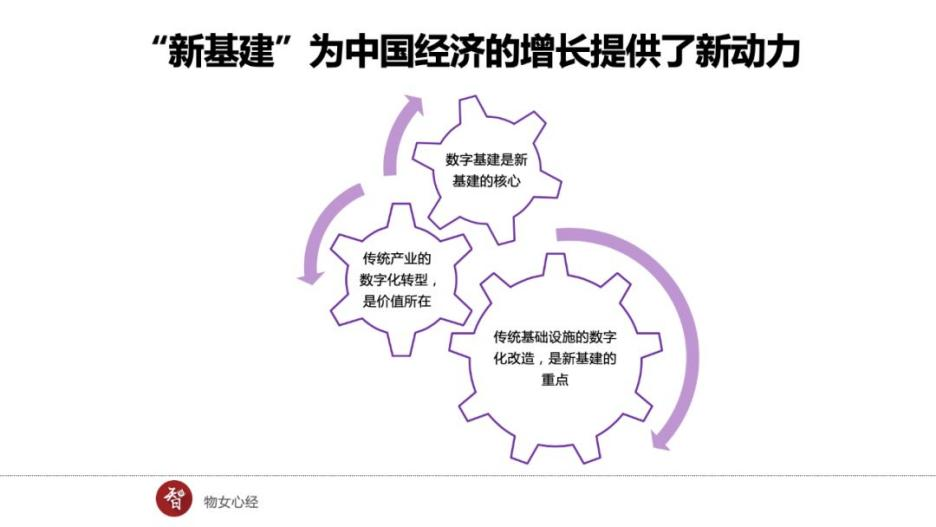 “新基建”为中国经济的增长提供了新动力
数字基建是新
基建的核心
传统产业的
数字化转型，
是价值所在
传统基础设施的数字
化改造，是新基建的
重点
智
物女心经